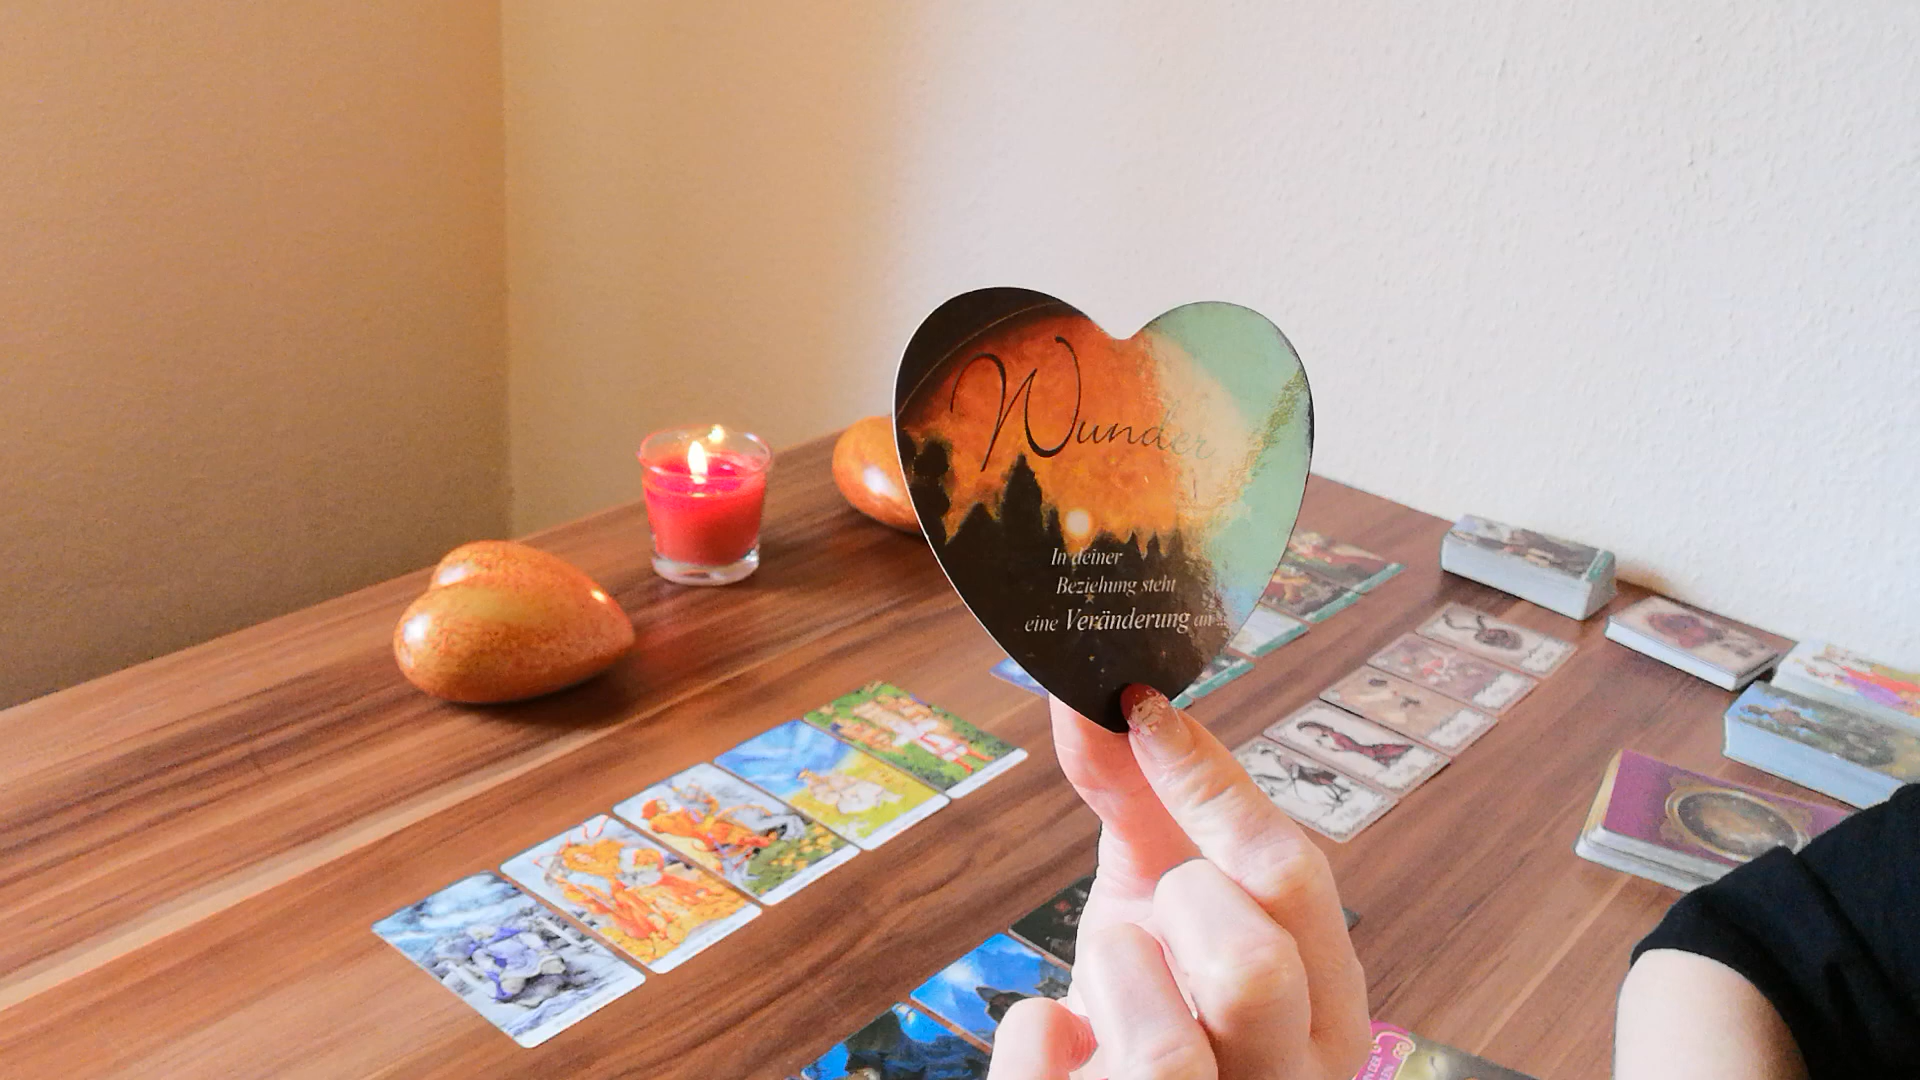 Wunder
In deiner
Beziehung steht
eine Veränderung an ...